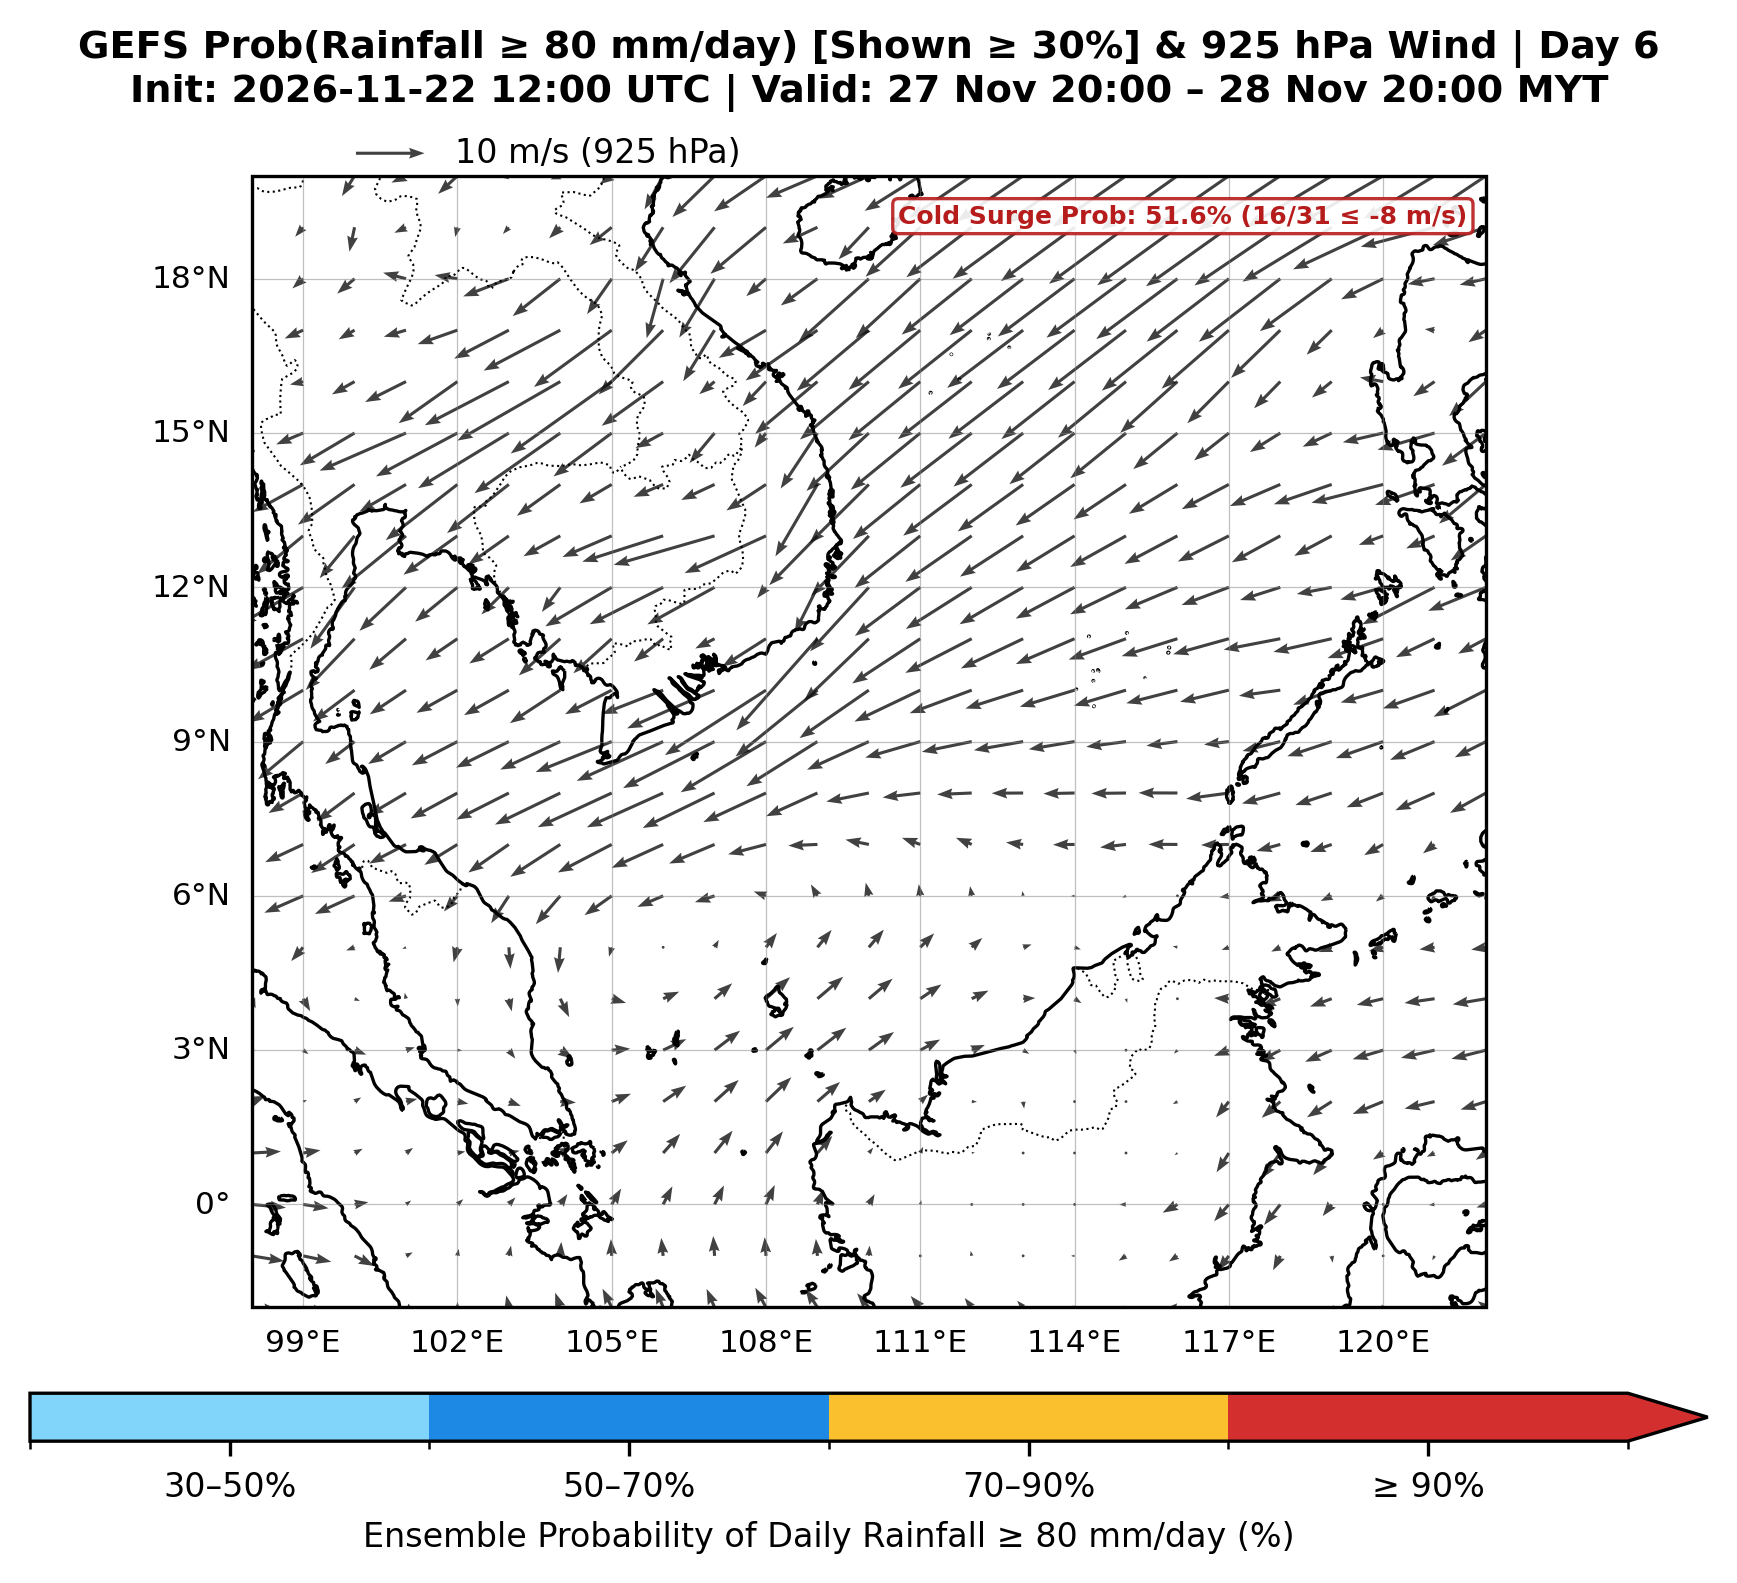 GEFS Prob(Rainfall ≥ 80 mm/day) [Shown ≥ 30%] & 925 hPa Wind | Day 6
Init: 2026-11-22 12:00 UTC | Valid: 27 Nov 20:00 – 28 Nov 20:00 MYT
10 m/s (925 hPa)
Cold Surge Prob: 51.6% (16/31 ≤ -8 m/s)
18°N
15°N
12°N
9°N
6°N
3°N
0°
99°E 102°E 105°E 108°E 111°E 114°E 117°E 120°E
30–50% 50–70% 70–90% ≥ 90%
Ensemble Probability of Daily Rainfall ≥ 80 mm/day (%)